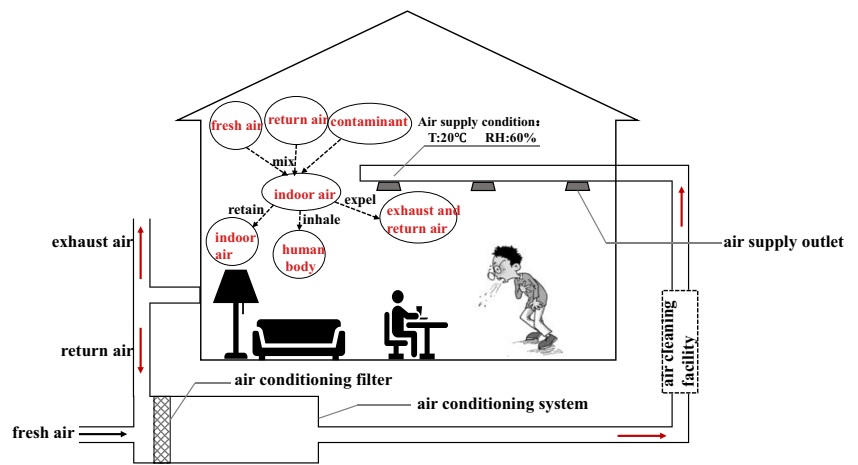 fresh air
return air
contaminant
Air supply condition:
T:20℃ RH:60%
mix
indoor air
expel
retain
inhale
exhaust and
return air
indoor
air
human
body
exhaust air
air supply outlet
return air
air cleaning
facility
air conditioning filter
air conditioning system
fresh air